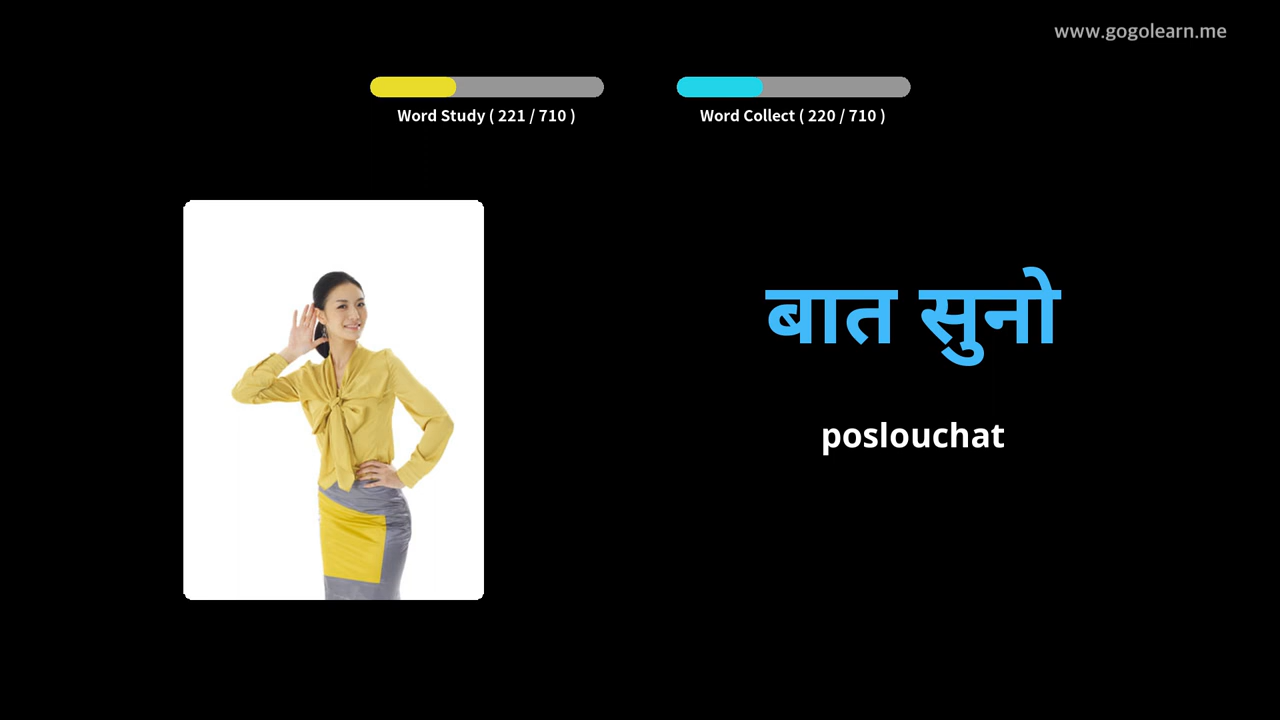 www.gogolearn.me
Word Study ( 221 / 710 )
Word Collect ( 220 / 710 )
बात सुनो
poslouchat